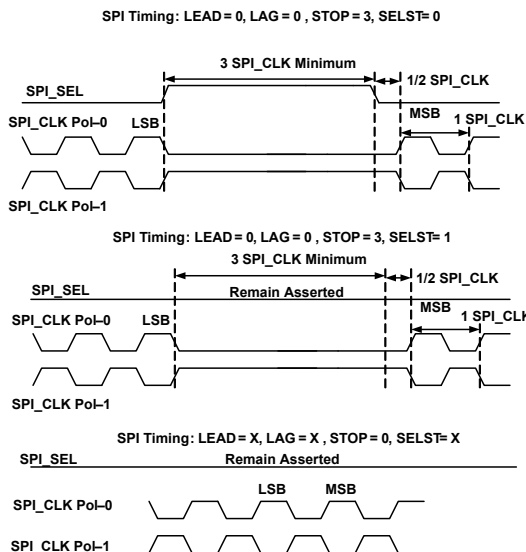 SPI Timing: LEAD = 0, LAG = 0 , STOP = 3, SELST= 0
3 SPI_CLK Minimum
1/2 SPI_CLK
SPI_SEL
MSB
SPI_CLK Pol–0
LSB
1 SPI_CLK
SPI_CLK Pol–1
SPI Timing: LEAD = 0, LAG = 0 , STOP = 3, SELST= 1
3 SPI_CLK Minimum
1/2 SPI_CLK
SPI_SEL
Remain Asserted
MSB
SPI_CLK Pol–0
LSB
1 SPI_CLK
SPI_CLK Pol–1
SPI Timing: LEAD = X, LAG = X , STOP = 0, SELST= X
SPI_SEL
Remain Asserted
LSB
MSB
SPI_CLK Pol–0
SPI_CLK Pol–1